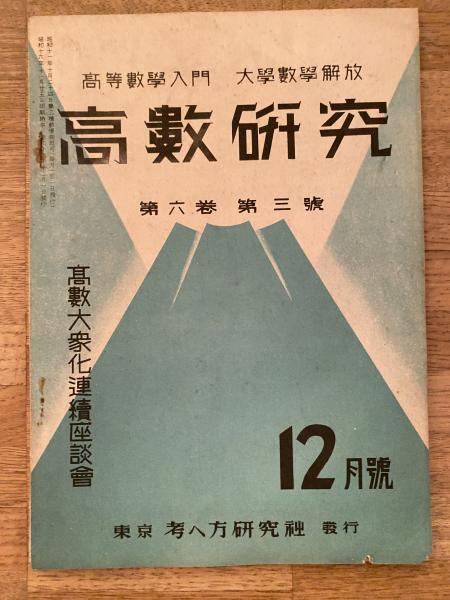 高等數學入門 大學數學解放
高數研究
第六巻 第三號
高數大衆化連續座談會
12月號
東京 考へ方研究社 發行